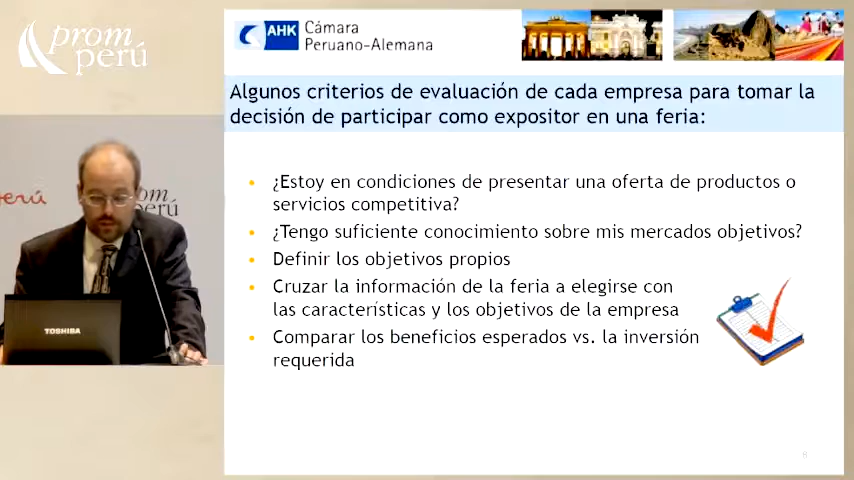 prom
perú
AHK
Cámara
Peruano-Alemana
Algunos criterios de evaluación de cada empresa para tomar la
decisión de participar como expositor en una feria:
• ¿Estoy en condiciones de presentar una oferta de productos o
servicios competitiva?
• ¿Tengo suficiente conocimiento sobre mis mercados objetivos?
• Definir los objetivos propios
• Cruzar la información de la feria a elegirse con
las características y los objetivos de la empresa
• Comparar los beneficios esperados vs. la inversión
requerida
perú
prom
perú
TOSHIBA